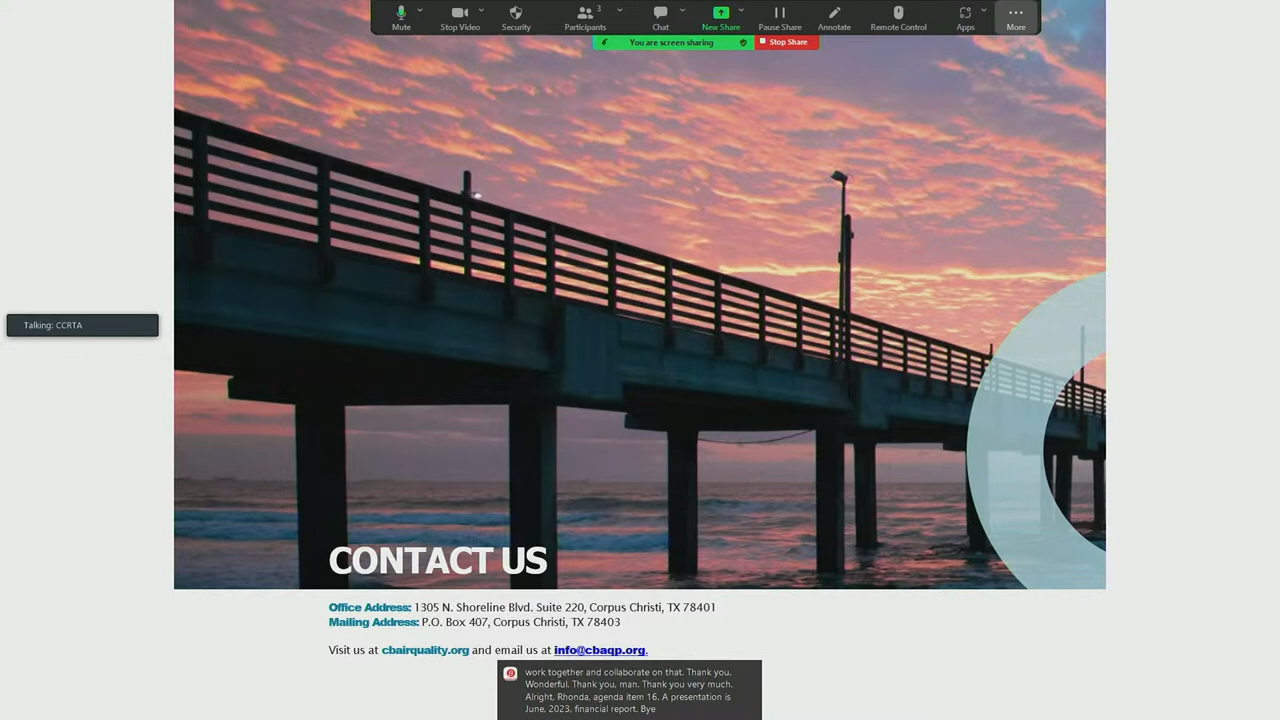 Mute
Stop Video
Security
Participants
3
Chat
New Share
Pause Share
Annotate
Remote Control
Apps
More
You are screen sharing
Stop Share
Talking: CCRTA
CONTACT US
Office Address: 1305 N. Shoreline Blvd. Suite 220, Corpus Christi, TX 78401
Mailing Address: P.O. Box 407, Corpus Christi, TX 78403
Visit us at cbairquality.org and email us at info@cbaqp.org.
work together and collaborate on that. Thank you.
Wonderful. Thank you, man. Thank you very much.
Alright, Rhonda, agenda item 16. A presentation is
June, 2023, financial report. Bye